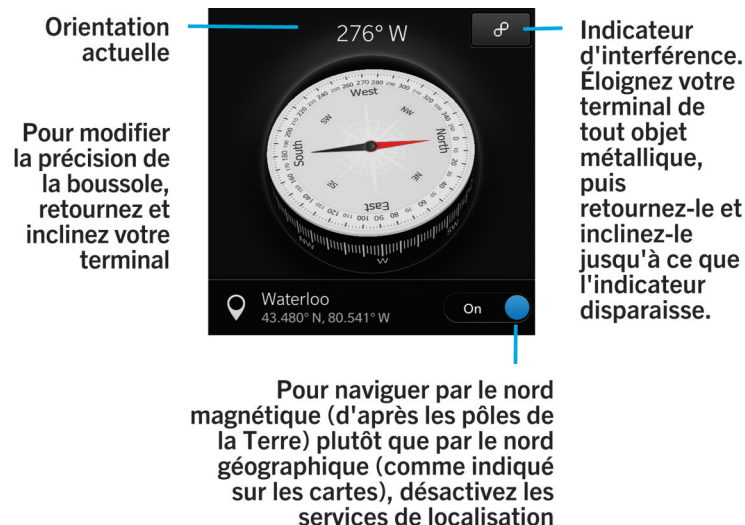 Orientation
actuelle
Pour modifier
la précision de
la boussole,
retournez et
inclinez votre
terminal
276° W
West
NW
North
NE
East
SE
South
SW
NW
W
SW
Waterloo
43.480° N, 80.541° W
On
Indicateur
d'interférence.
Éloignez votre
terminal de
tout objet
métallique,
puis
retournez-le et
inclinez-le
jusqu'à ce que
l'indicateur
disparaisse.
Pour naviguer par le nord
magnétique (d'après les pôles de
la Terre) plutôt que par le nord
géographique (comme indiqué
sur les cartes), désactivez les
services de localisation